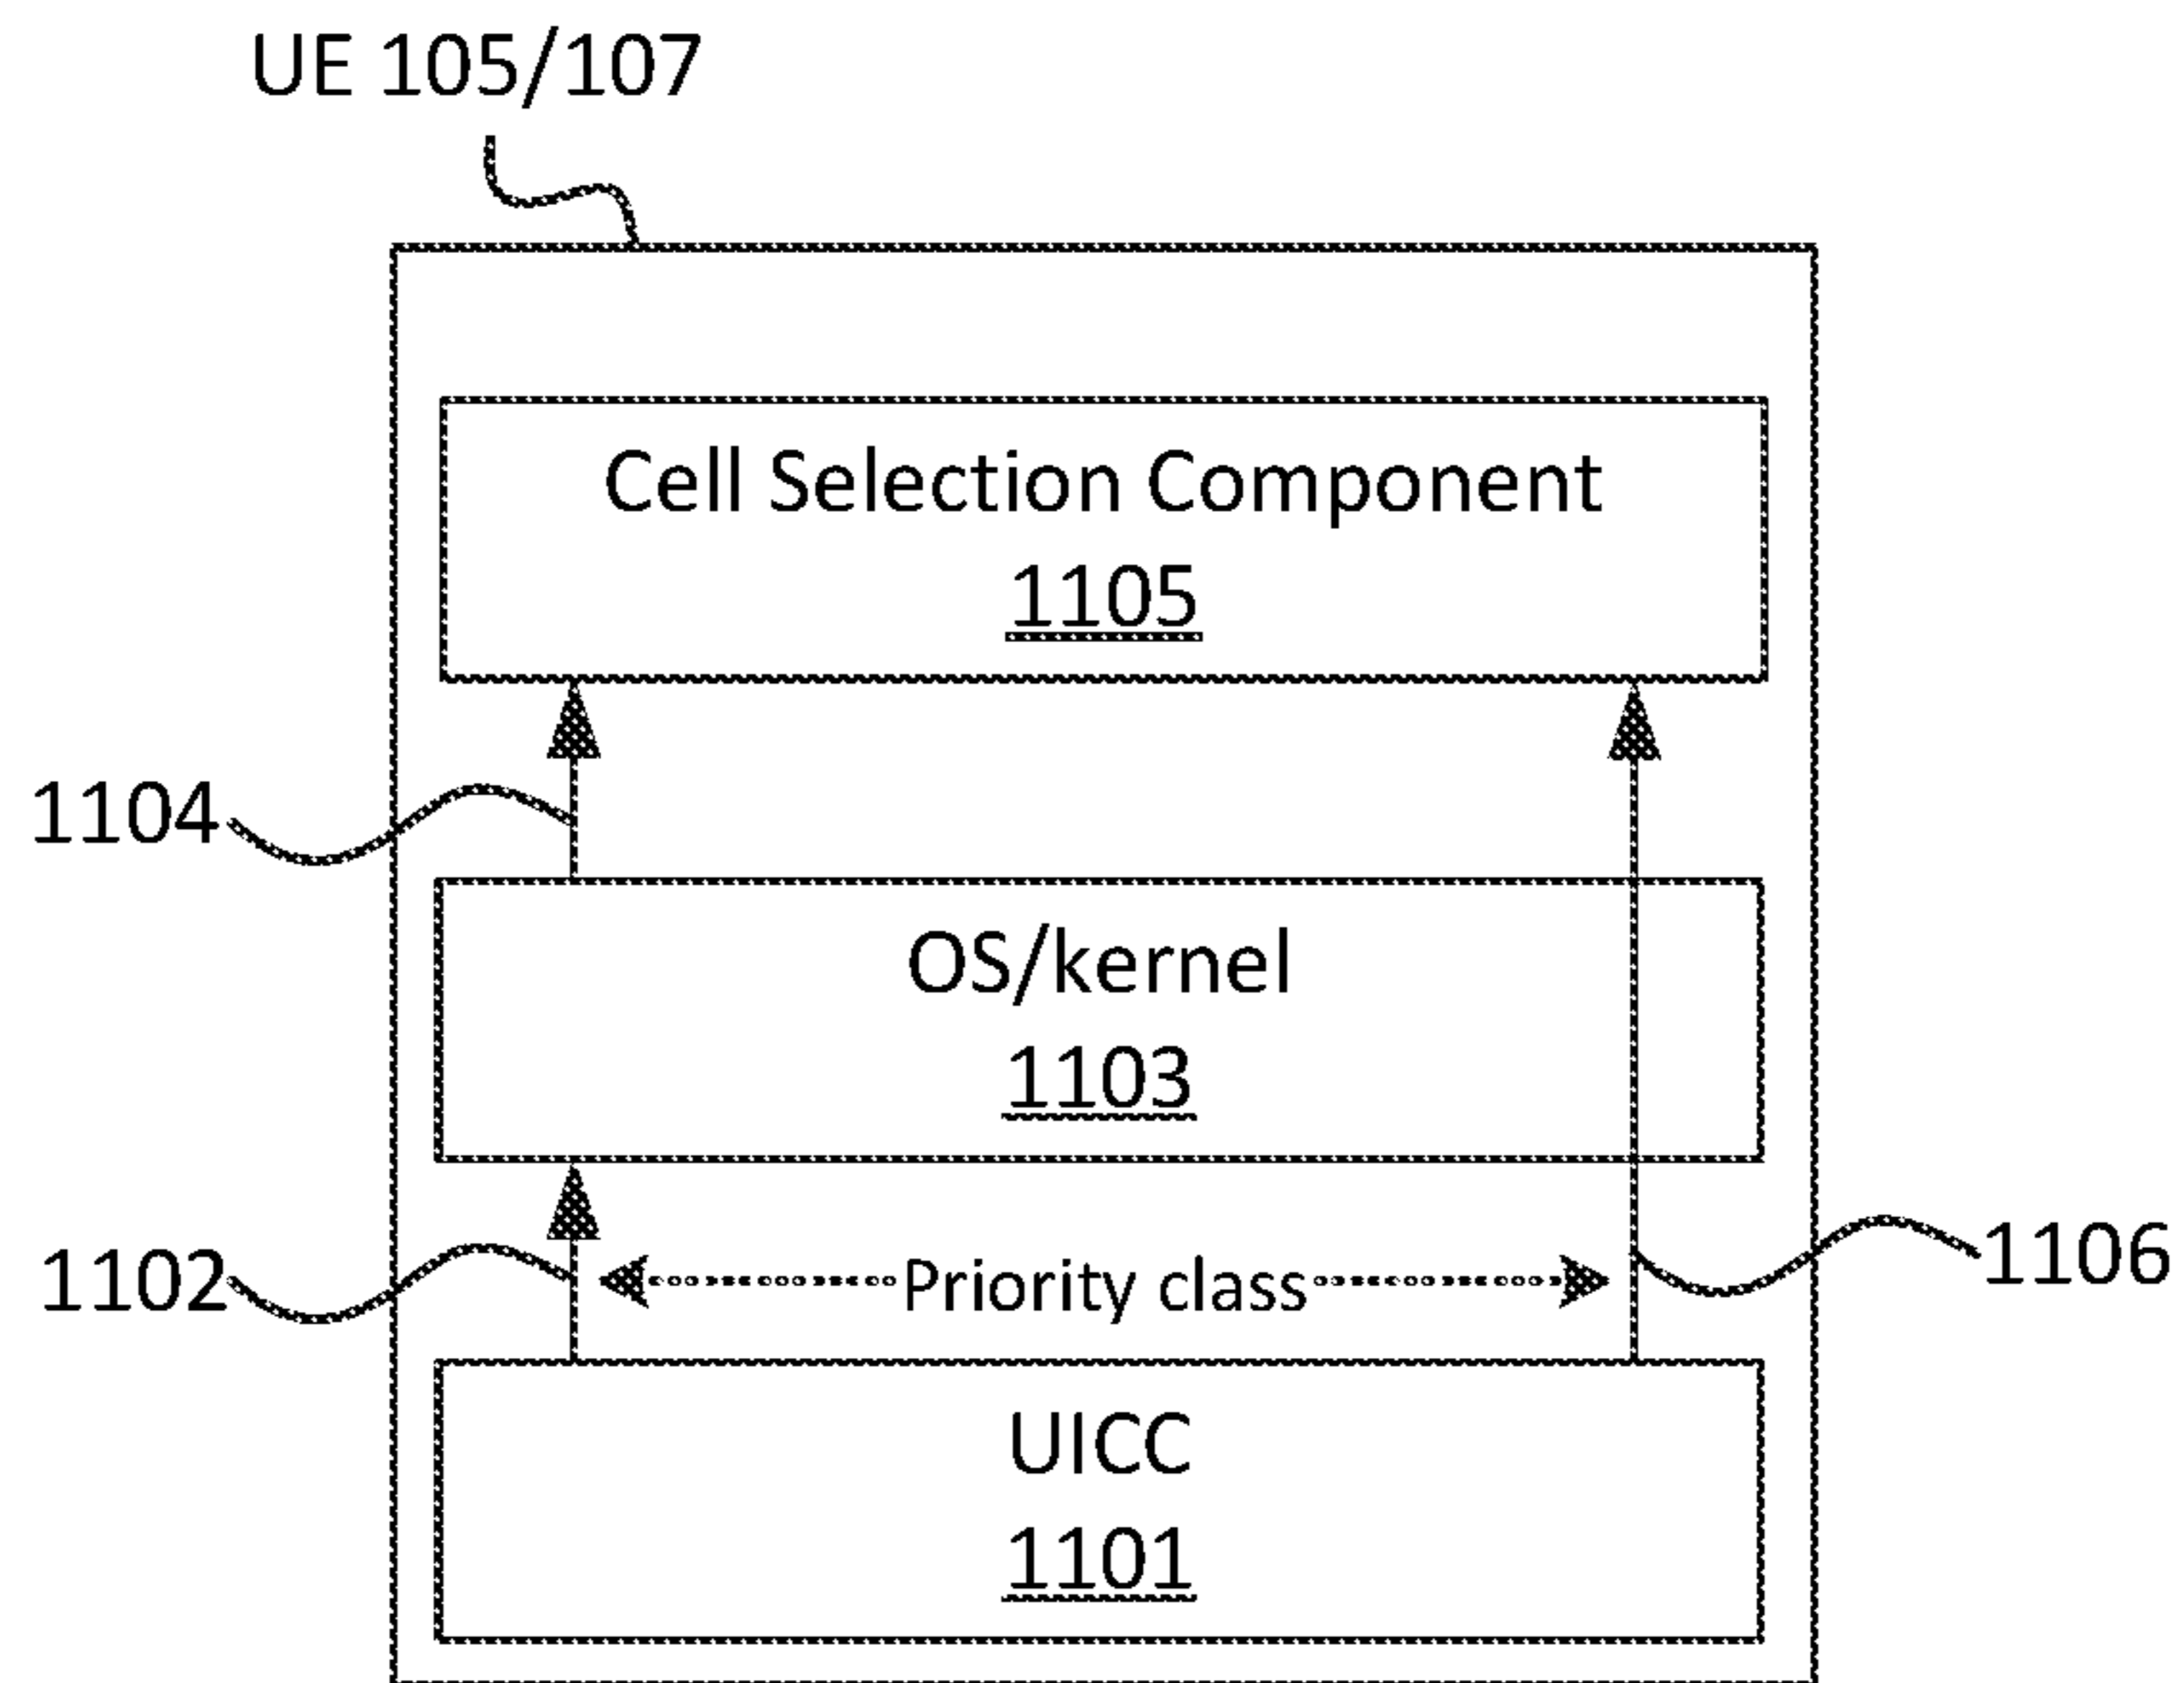 UE 105/107
Cell Selection Component
1105
1104
OS/kernel
1103
1102
Priority class
1106
UICC
1101